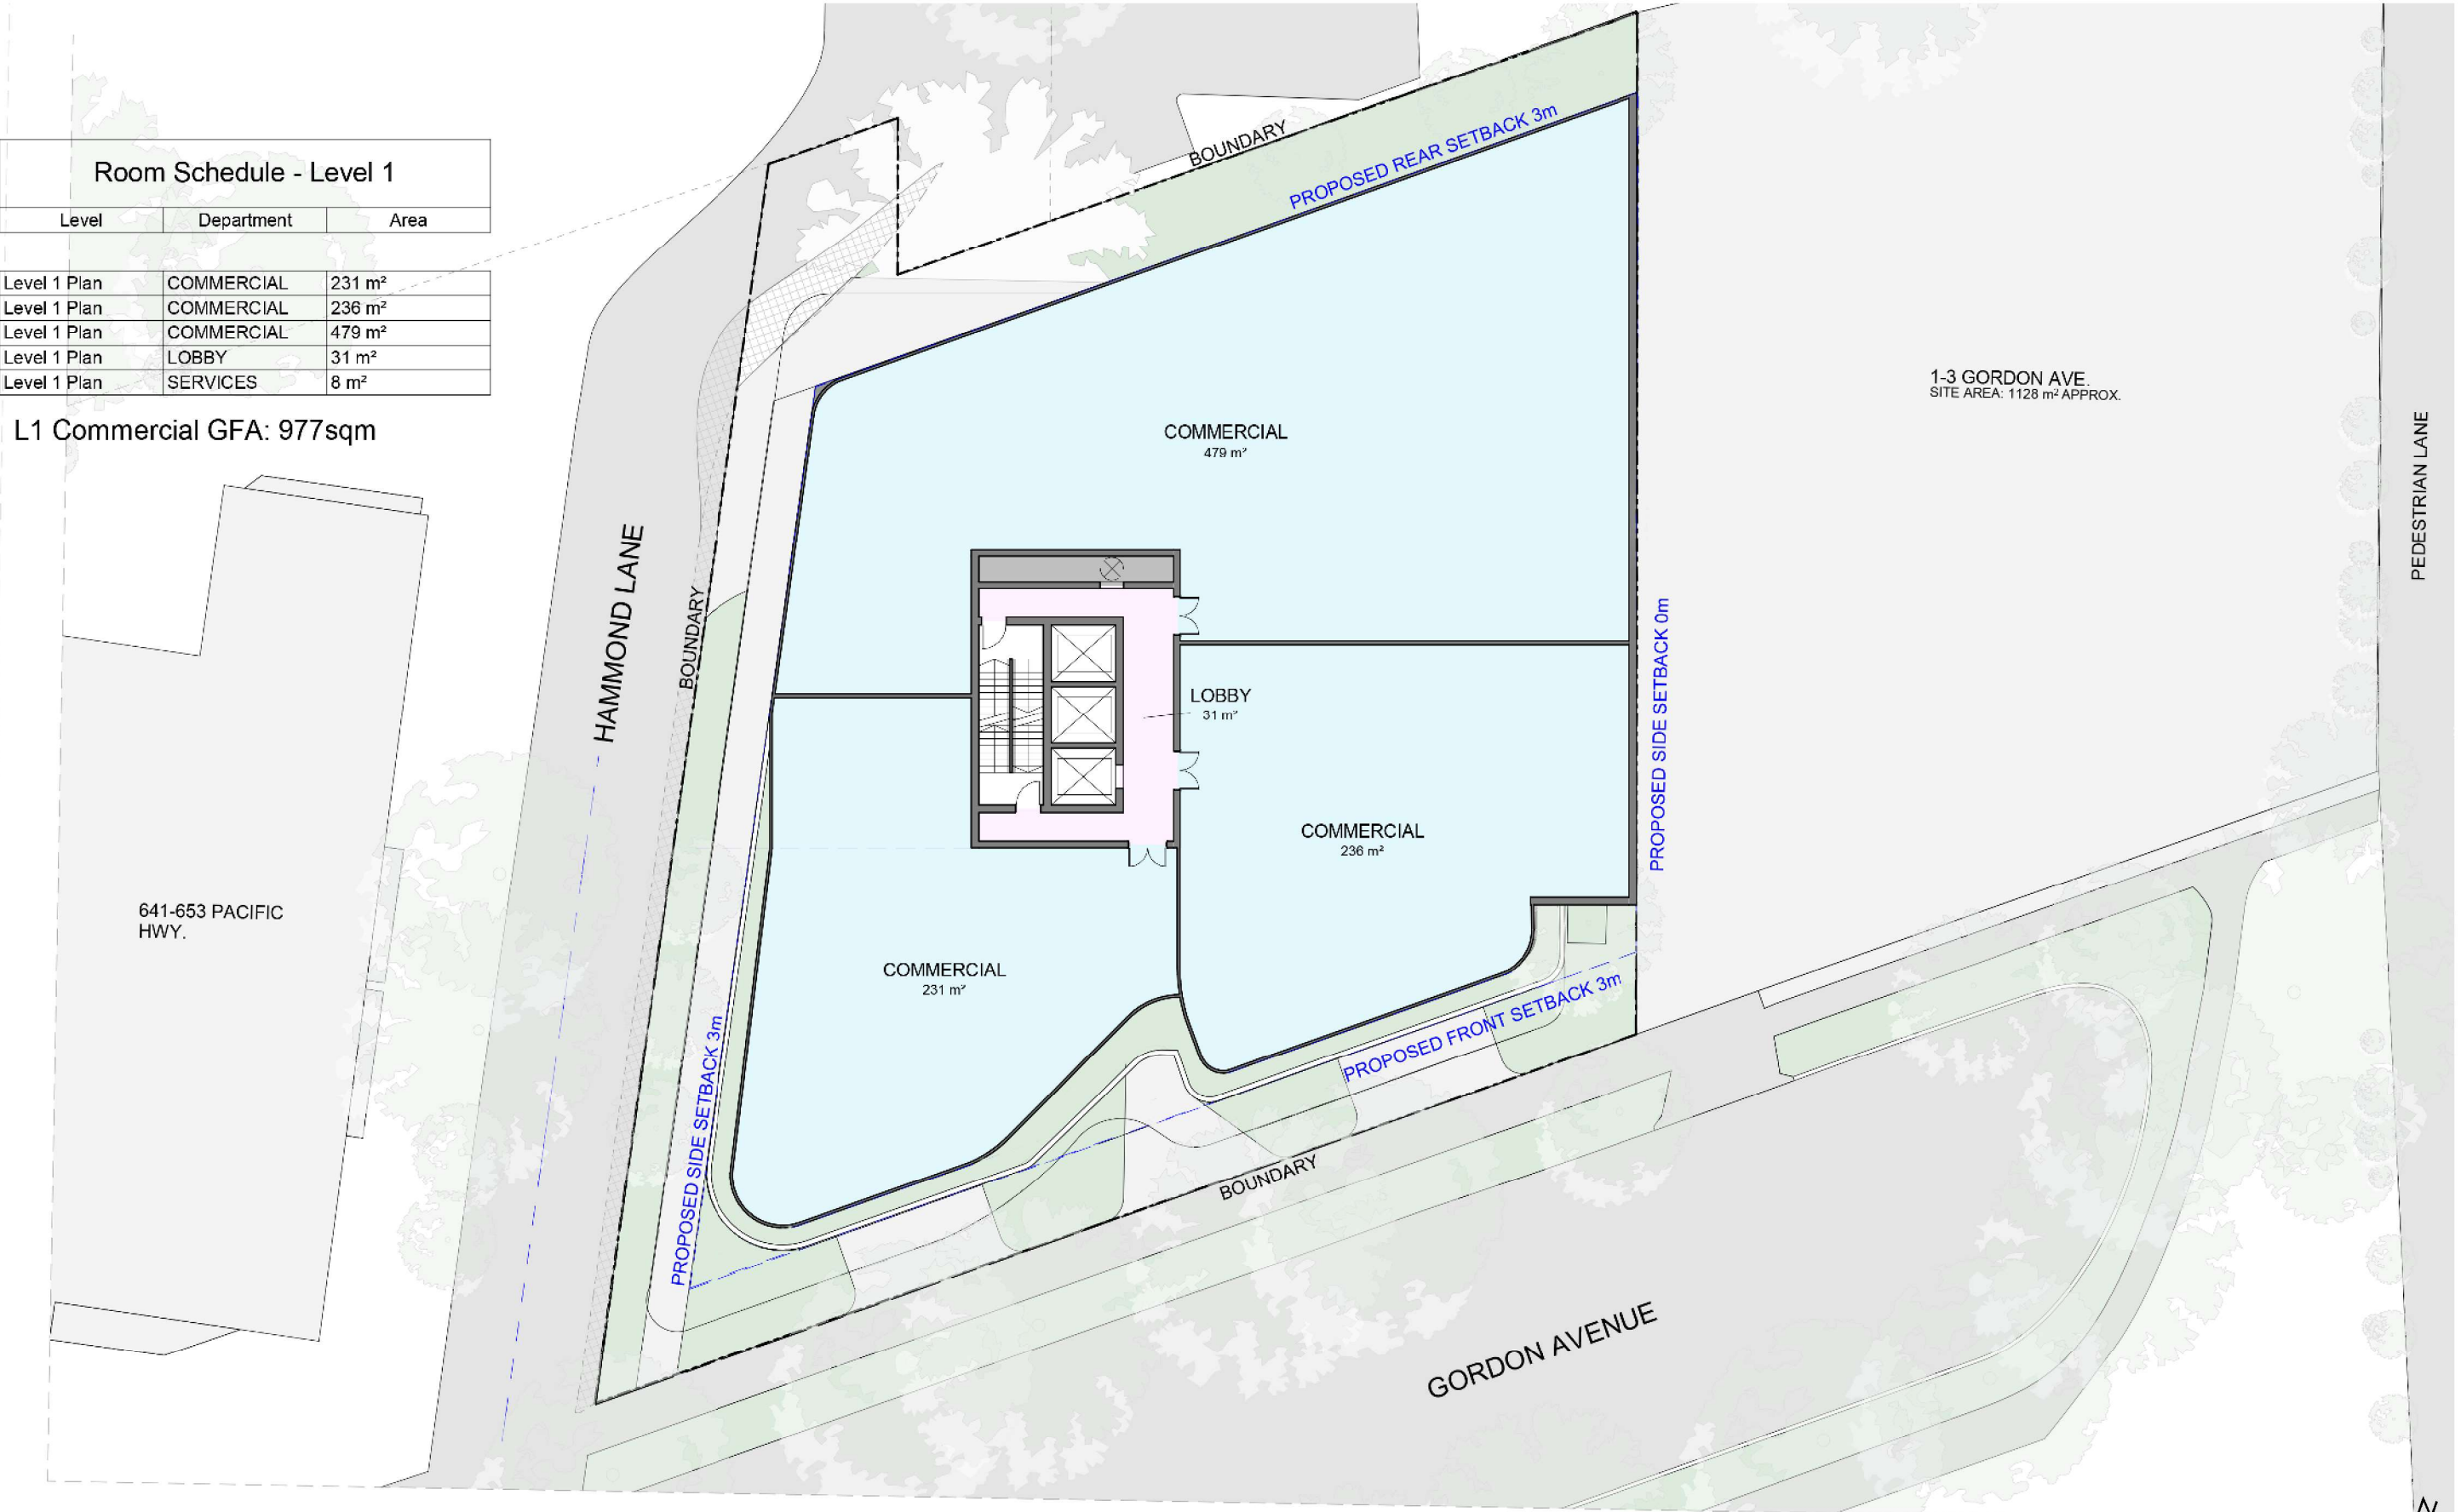 Room Schedule - Level 1
Level Department Area
Level 1 Plan COMMERCIAL 231 m²
Level 1 Plan COMMERCIAL 236 m²
Level 1 Plan COMMERCIAL 479 m²
Level 1 Plan LOBBY 31 m²
Level 1 Plan SERVICES 8 m²
L1 Commercial GFA: 977sqm
BOUNDARY
PROPOSED REAR SETBACK 3m
COMMERCIAL
479 m²
1-3 GORDON AVE.
SITE AREA: 1128 m² APPROX.
PEDESTRIAN LANE
HAMMOND LANE
BOUNDARY
LOBBY
31 m²
PROPOSED SIDE SETBACK 0m
COMMERCIAL
236 m²
641-653 PACIFIC
HWY.
COMMERCIAL
231 m²
PROPOSED SIDE SETBACK 3m
PROPOSED FRONT SETBACK 3m
BOUNDARY
GORDON AVENUE